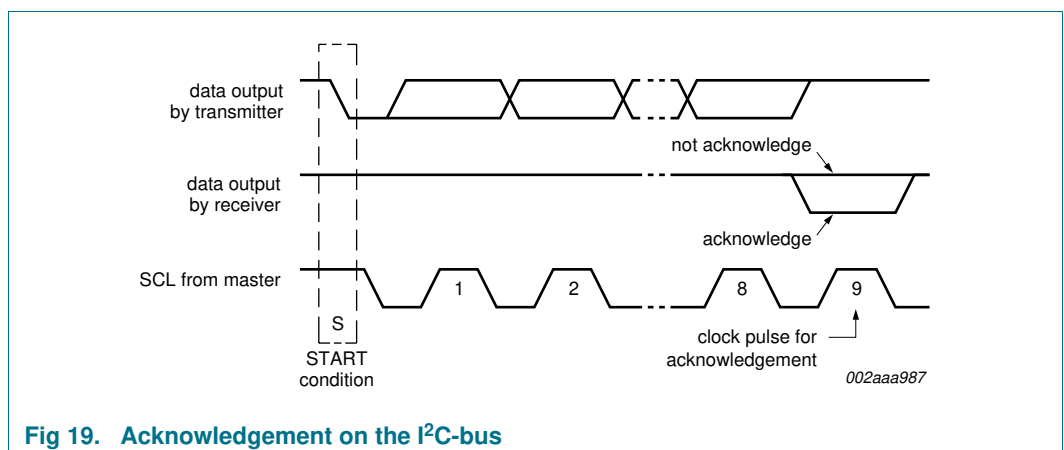 data output
by transmitter
not acknowledge
data output
by receiver
acknowledge
SCL from master
1
2
8
9
S
START
condition
clock pulse for
acknowledgement
002aaa987
Fig 19. Acknowledgement on the I²C-bus